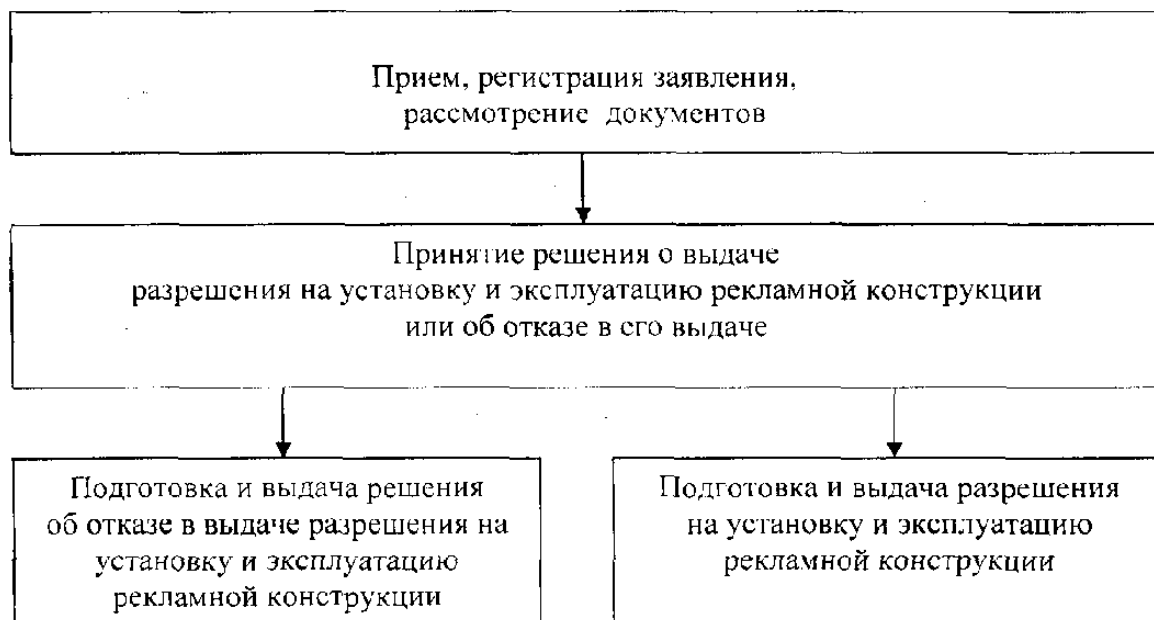 Прием, регистрация заявления,
рассмотрение документов
Принятие решения о выдаче
разрешения на установку и эксплуатацию рекламной конструкции
или об отказе в его выдаче
Подготовка и выдача решения
об отказе в выдаче разрешения на
установку и эксплуатацию
рекламной конструкции
Подготовка и выдача разрешения
на установку и эксплуатацию
рекламной конструкции